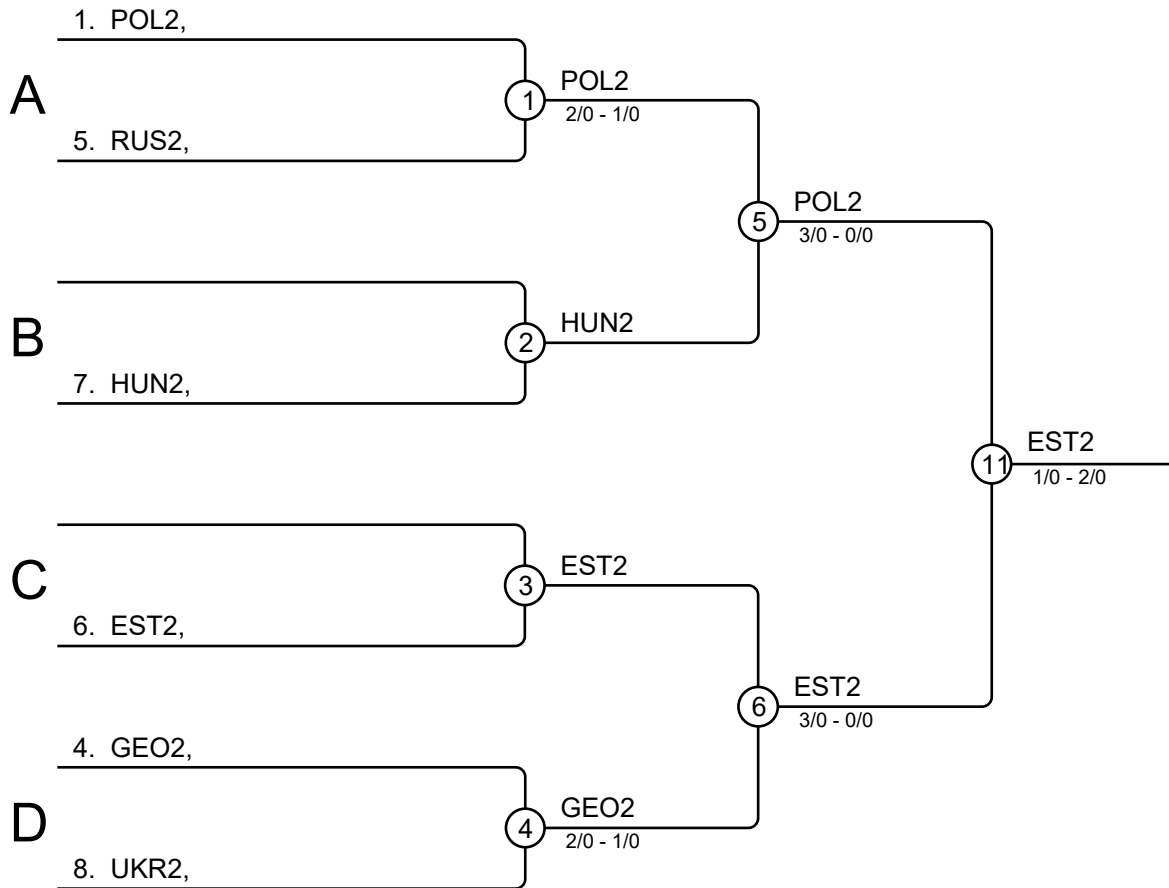 1. POL2,
A
1
POL2
2/0 - 1/0
5. RUS2,
5
POL2
3/0 - 0/0
B
2
HUN2
7. HUN2,
11
EST2
1/0 - 2/0
C
3
EST2
6. EST2,
6
EST2
3/0 - 0/0
4. GEO2,
D
4
GEO2
2/0 - 1/0
8. UKR2,